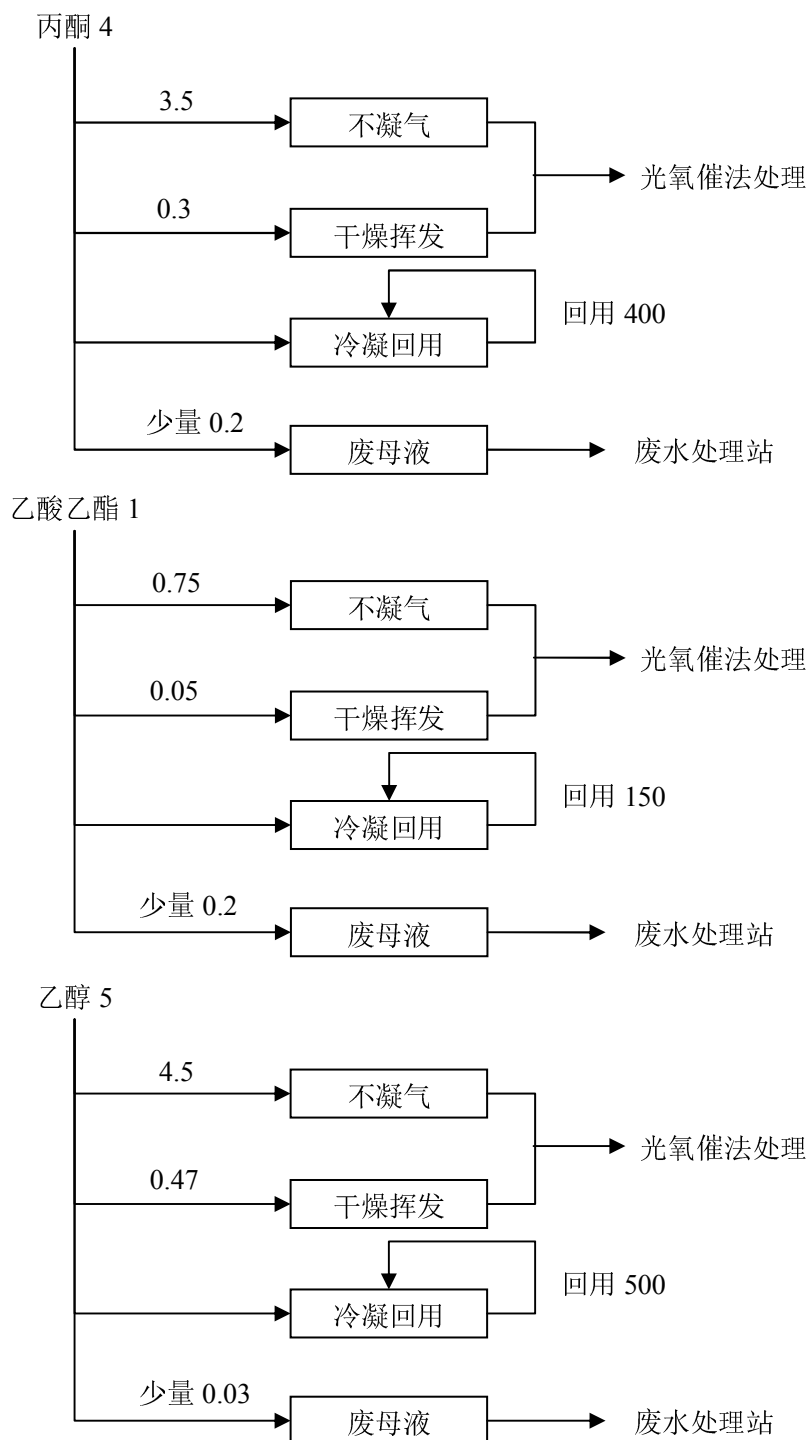 丙酮 4
3.5
不凝气
光氧催法处理
0.3
干燥挥发
回用 400
冷凝回用
少量 0.2
废母液
废水处理站
乙酸乙酯 1
0.75
不凝气
光氧催法处理
0.05
干燥挥发
回用 150
冷凝回用
少量 0.2
废母液
废水处理站
乙醇 5
4.5
不凝气
光氧催法处理
0.47
干燥挥发
回用 500
冷凝回用
少量 0.03
废母液
废水处理站